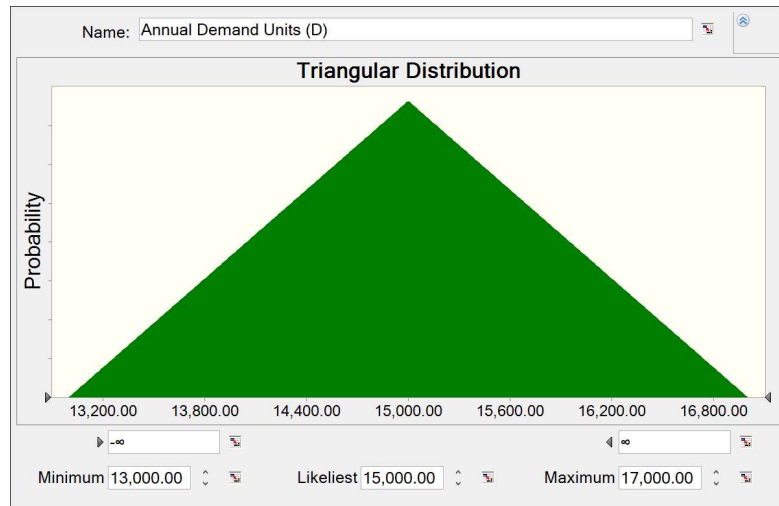 Name: Annual Demand Units (D)
Triangular Distribution
Probability
13,200.00 13,800.00 14,400.00 15,000.00 15,600.00 16,200.00 16,800.00
-∞ ∞
Minimum 13,000.00 Likeliest 15,000.00 Maximum 17,000.00